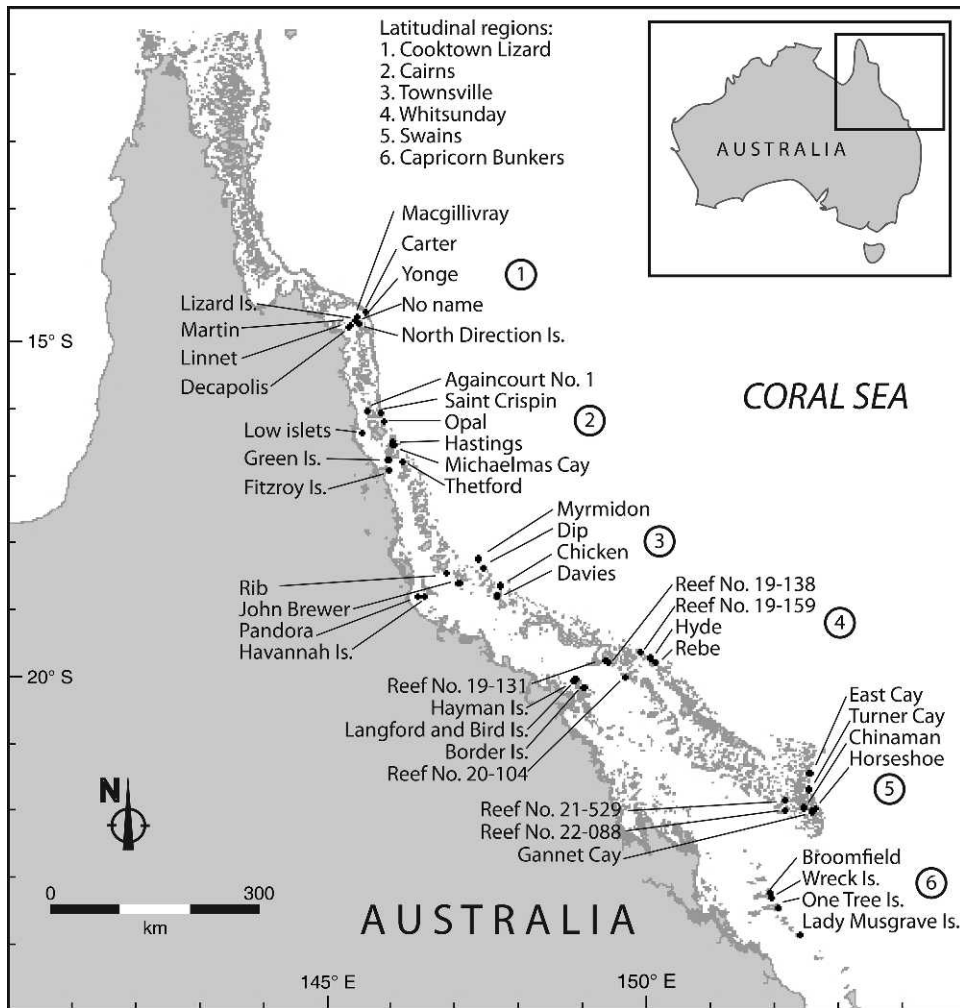 Latitudinal regions:
1. Cooktown Lizard
2. Cairns
3. Townsville
4. Whitsunday
5. Swains
6. Capricorn Bunkers
AUSTRALIA
Macgillivray
Carter
Yonge
1
Lizard Is.
No name
Martin
North Direction Is.
Linnet
Decapolis
15° S
CORAL SEA
Againcourt No. 1
Saint Crispin
Opal
2
Low islets
Hastings
Green Is.
Michaelmas Cay
Fitzroy Is.
Thetford
Myrmidon
Dip
Chicken
3
Davies
Rib
John Brewer
Pandora
Havannah Is.
Reef No. 19-138
Reef No. 19-159
Hyde
4
Rebe
20° S
Reef No. 19-131
Hayman Is.
Langford and Bird Is.
Border Is.
Reef No. 20-104
East Cay
Turner Cay
Chinaman
Horseshoe
5
Reef No. 21-529
Reef No. 22-088
Gannet Cay
N
Broomfield
Wreck Is.
6
One Tree Is.
Lady Musgrave Is.
0 300
km
AUSTRALIA
145° E 150° E